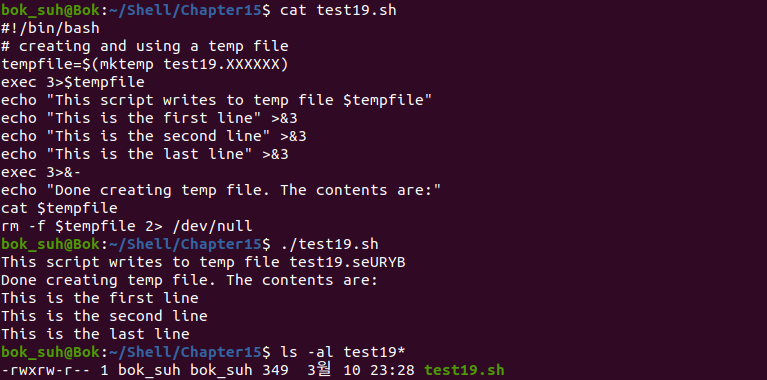 bok_suh@Bok:~/Shell/Chapter15$ cat test19.sh
#!/bin/bash
# creating and using a temp file
tempfile=$(mktemp test19.XXXXXX)
exec 3>$tempfile
echo "This script writes to temp file $tempfile"
echo "This is the first line" >&3
echo "This is the second line" >&3
echo "This is the last line" >&3
exec 3>&-
echo "Done creating temp file. The contents are:"
cat $tempfile
rm -f $tempfile 2> /dev/null
bok_suh@Bok:~/Shell/Chapter15$ ./test19.sh
This script writes to temp file test19.seURYB
Done creating temp file. The contents are:
This is the first line
This is the second line
This is the last line
bok_suh@Bok:~/Shell/Chapter15$ ls -al test19*
-rwxrw-r-- 1 bok_suh bok_suh 349  3월  10 23:28 test19.sh